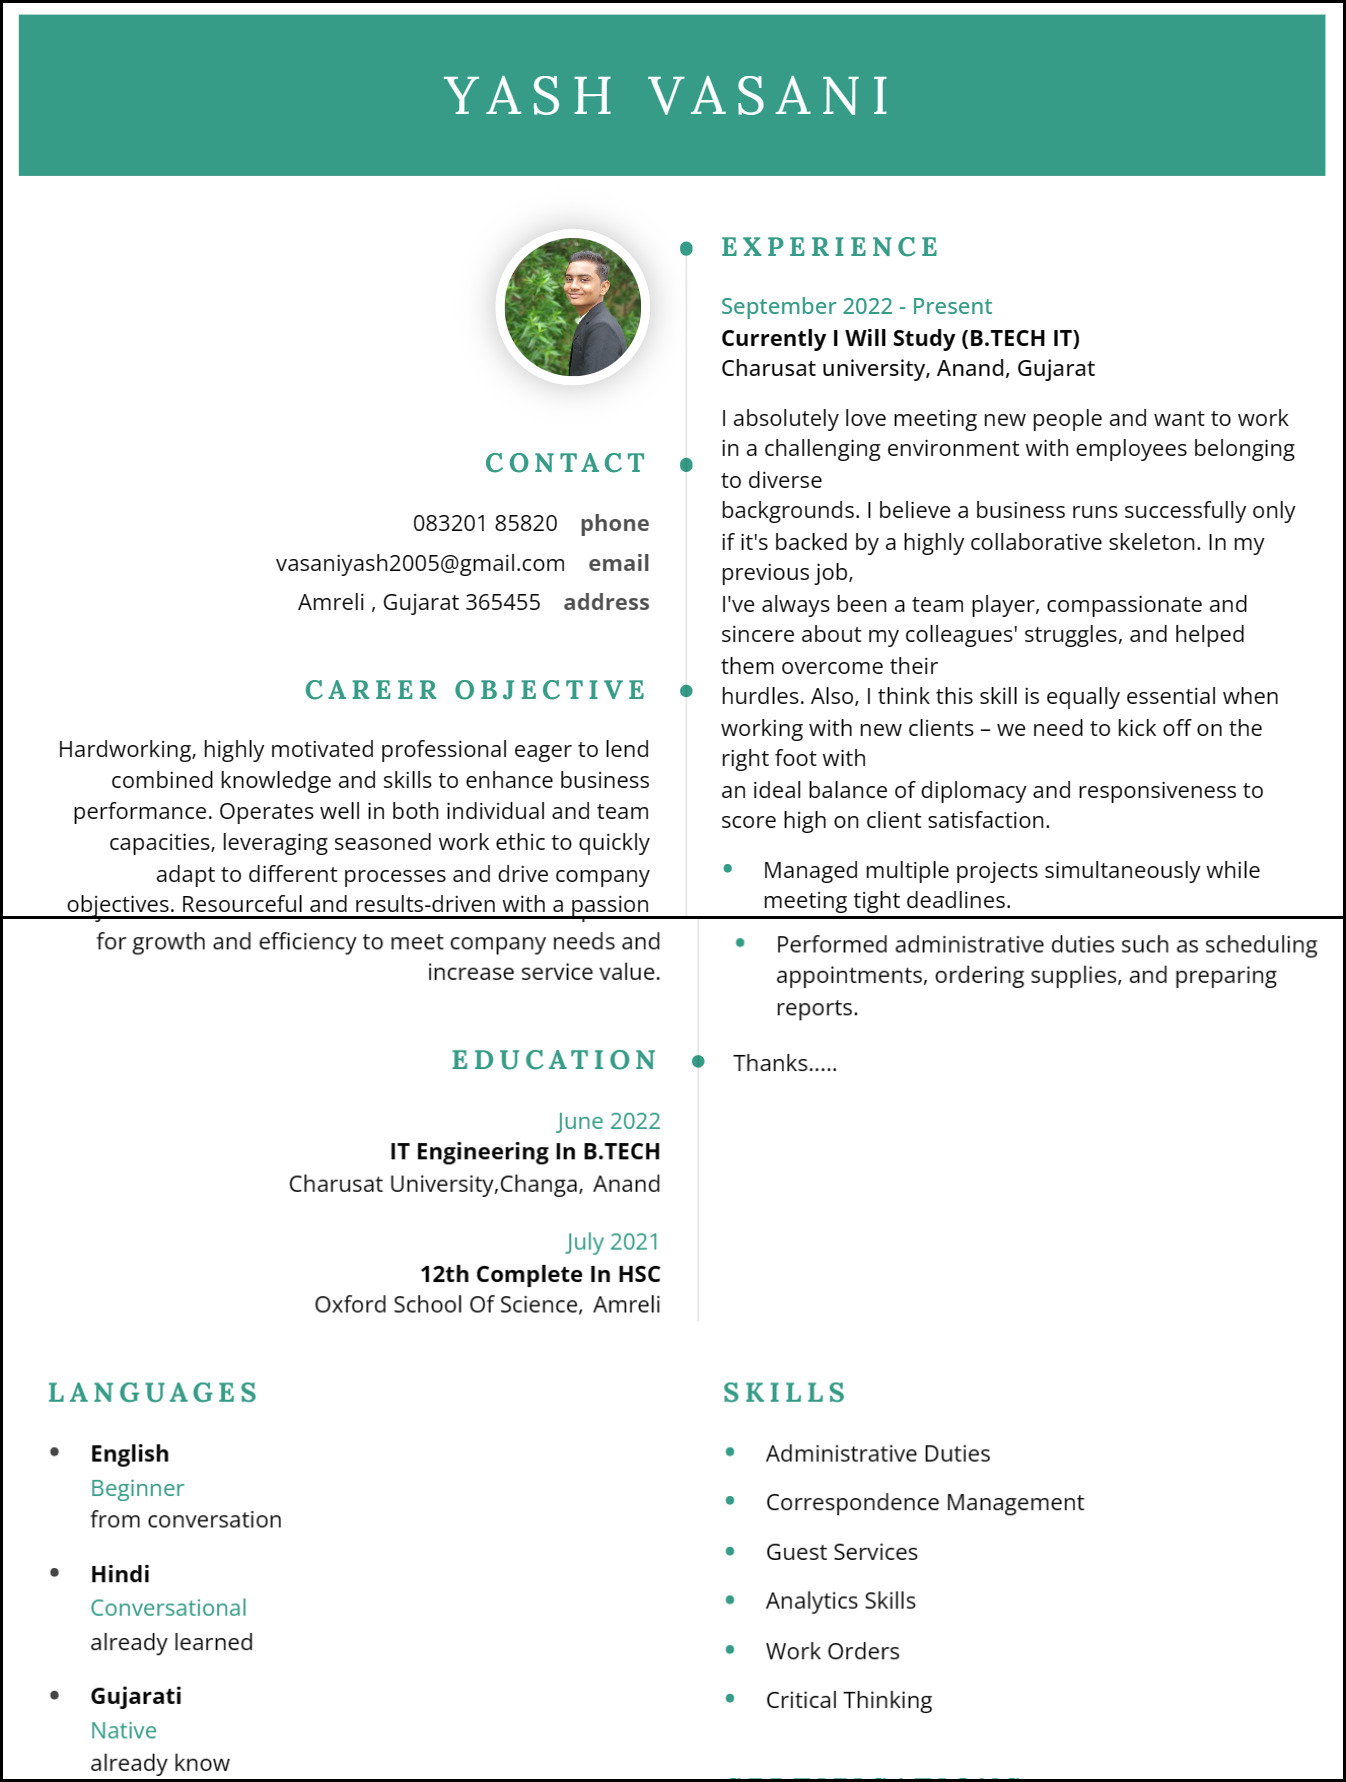 YASH VASANI
CONTACT
083201 85820 phone
vasaniyash2005@gmail.com email
Amreli , Gujarat 365455 address
CAREER OBJECTIVE
Hardworking, highly motivated professional eager to lend
combined knowledge and skills to enhance business
performance. Operates well in both individual and team
capacities, leveraging seasoned work ethic to quickly
adapt to different processes and drive company
objectives. Resourceful and results-driven with a passion
for growth and efficiency to meet company needs and
increase service value.
EDUCATION
June 2022
IT Engineering In B.TECH
Charusat University,Changa, Anand
July 2021
12th Complete In HSC
Oxford School Of Science, Amreli
EXPERIENCE
September 2022 - Present
Currently I Will Study (B.TECH IT)
Charusat university, Anand, Gujarat
I absolutely love meeting new people and want to work
in a challenging environment with employees belonging
to diverse
backgrounds. I believe a business runs successfully only
if it's backed by a highly collaborative skeleton. In my
previous job,
I've always been a team player, compassionate and
sincere about my colleagues' struggles, and helped
them overcome their
hurdles. Also, I think this skill is equally essential when
working with new clients – we need to kick off on the
right foot with
an ideal balance of diplomacy and responsiveness to
score high on client satisfaction.
• Managed multiple projects simultaneously while
meeting tight deadlines.
• Performed administrative duties such as scheduling
appointments, ordering supplies, and preparing
reports.
Thanks.....
LANGUAGES
• English
Beginner
from conversation
• Hindi
Conversational
already learned
• Gujarati
Native
already know
SKILLS
• Administrative Duties
• Correspondence Management
• Guest Services
• Analytics Skills
• Work Orders
• Critical Thinking